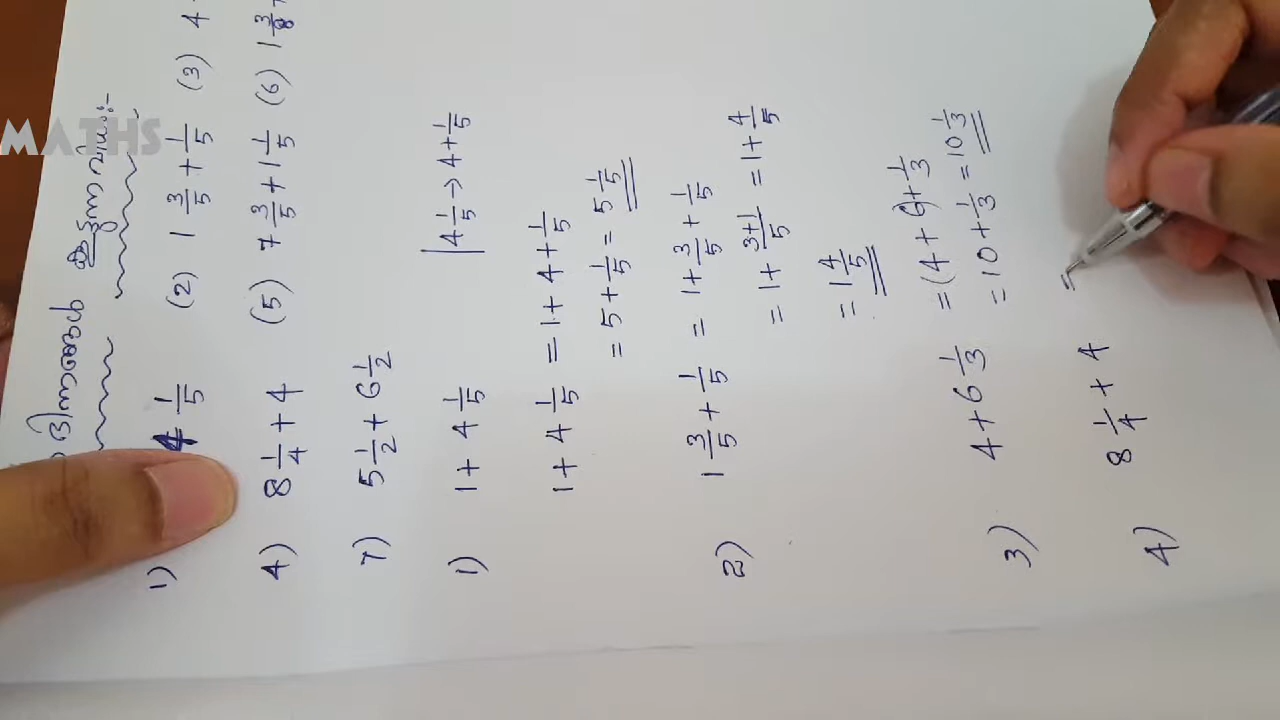 MATHS
ഭിന്നങ്ങൾ കൂട്ടുന്ന വിധം:-
1) 4 1/5 (2) 1 3/5 + 1/5 (3) 4
4) 8 1/4 + 4 (5) 7 3/5 + 1 1/5 (6) 1 3/8
7) 5 1/2 + 6 1/2
1) 1 + 4 1/5 | 4 1/5 → 4 + 1/5
1 + 4 1/5 = 1 + 4 + 1/5
= 5 + 1/5 = 5 1/5
2) 1 3/5 + 1/5 = 1 + 3/5 + 1/5
= 1 + 3+1/5 = 1 + 4/5
= 1 4/5
3) 4 + 6 1/3 = (4 + 6) + 1/3
= 10 + 1/3 = 10 1/3
4) 8 1/4 + 4 =